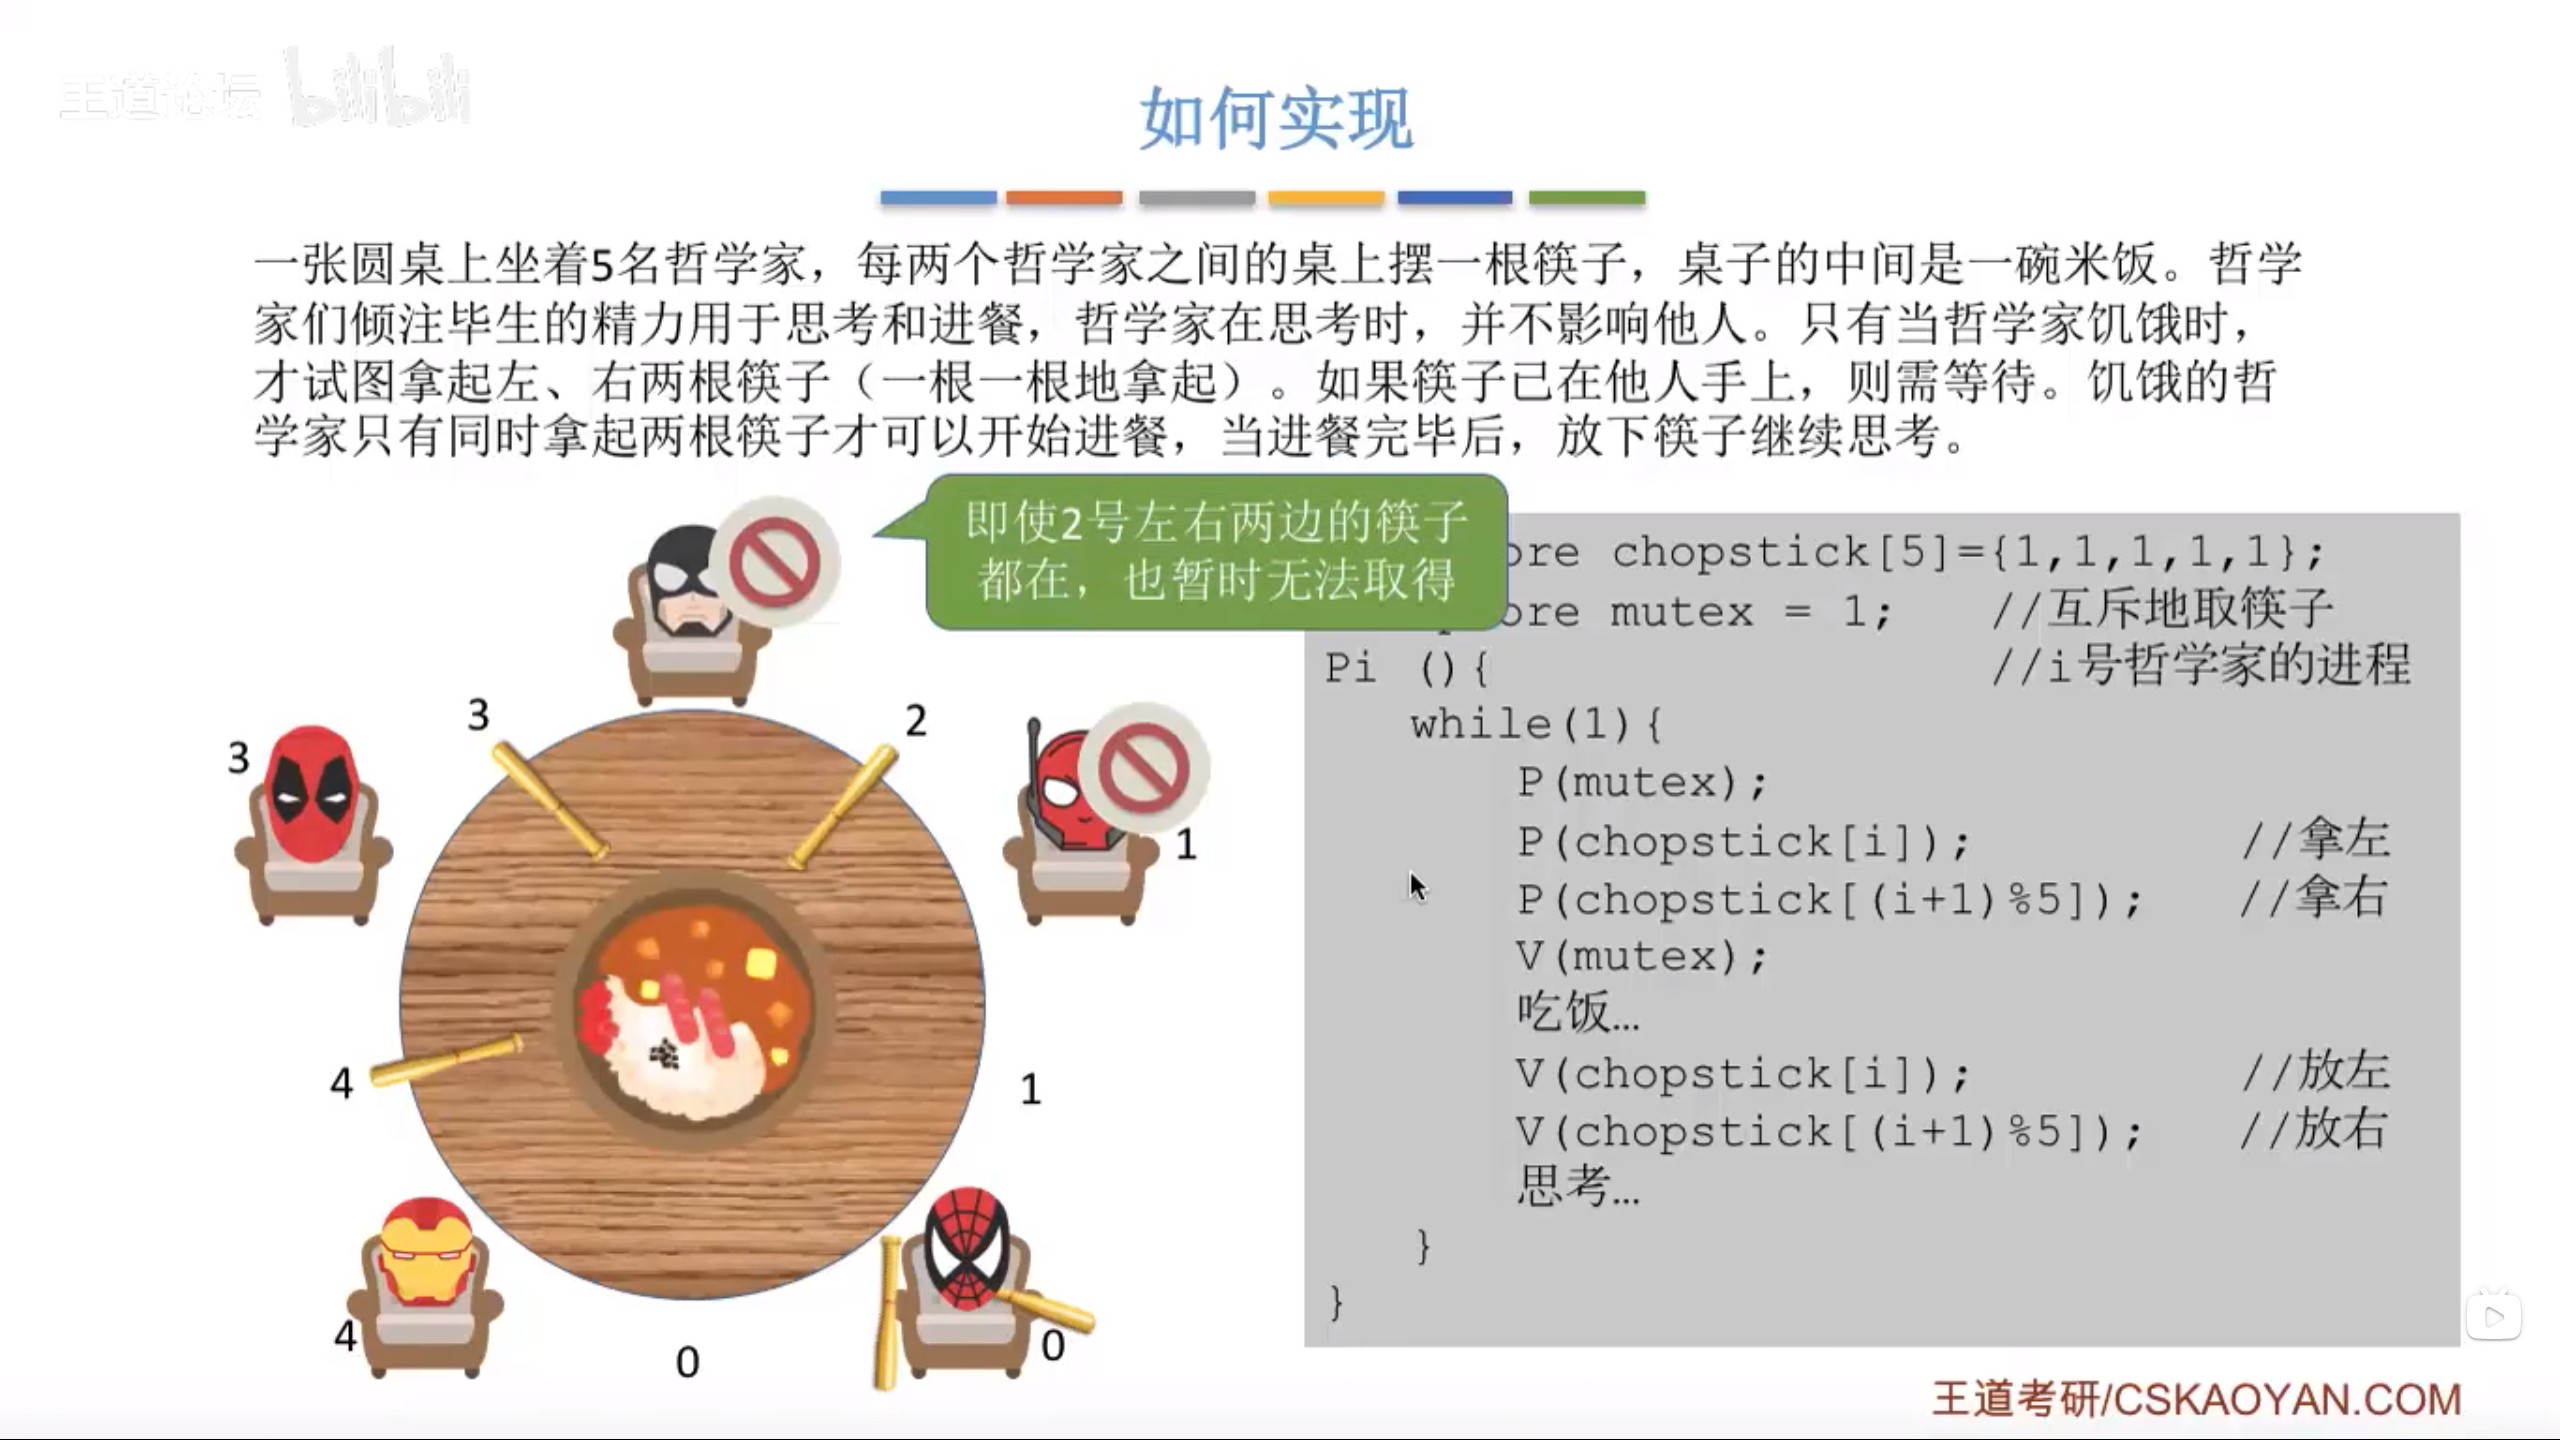 王道论坛 bilibili
如何实现
一张圆桌上坐着5名哲学家，每两个哲学家之间的桌上摆一根筷子，桌子的中间是一碗米饭。哲学
家们倾注毕生的精力用于思考和进餐，哲学家在思考时，并不影响他人。只有当哲学家饥饿时，
才试图拿起左、右两根筷子（一根一根地拿起）。如果筷子已在他人手上，则需等待。饥饿的哲
学家只有同时拿起两根筷子才可以开始进餐，当进餐完毕后，放下筷子继续思考。
即使2号左右两边的筷子
都在，也暂时无法取得
3
2
3
1
4
1
4
0
0
ore chopstick[5]={1,1,1,1,1};
ore mutex = 1; //互斥地取筷子
Pi (){ //i号哲学家的进程
while(1){
P(mutex);
P(chopstick[i]); //拿左
P(chopstick[(i+1)%5]); //拿右
V(mutex);
吃饭…
V(chopstick[i]); //放左
V(chopstick[(i+1)%5]); //放右
思考…
}
}
王道考研/CSKAOYAN.COM